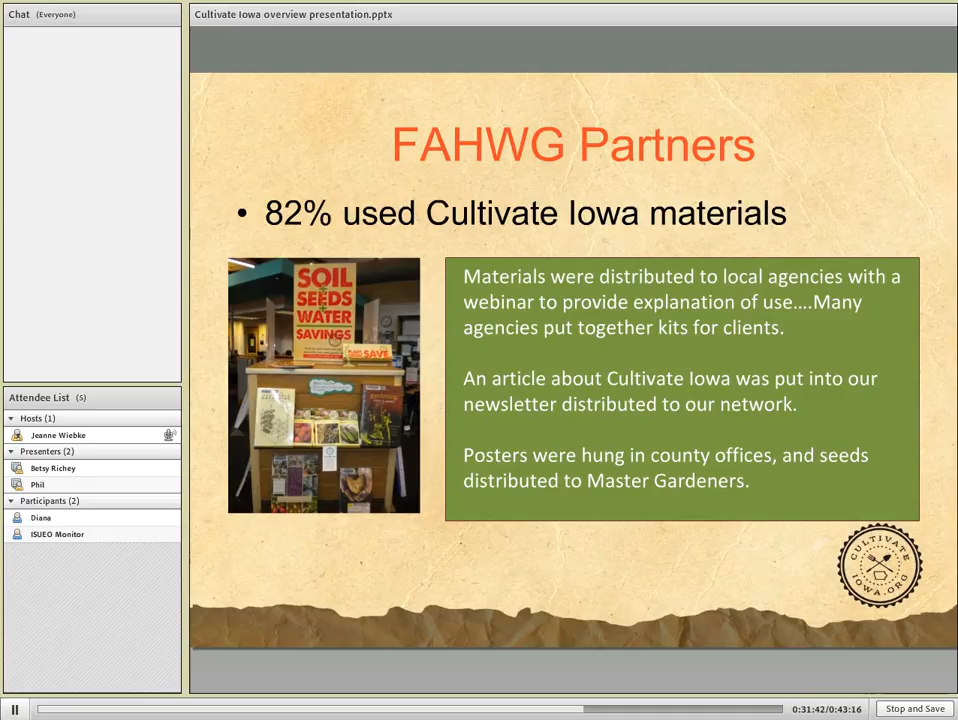 Chat (Everyone)
Cultivate Iowa overview presentation.pptx
FAHWG Partners
• 82% used Cultivate Iowa materials
SOIL
SEEDS
WATER
SAVINGS
SAVE
Materials were distributed to local agencies with a
webinar to provide explanation of use....Many
agencies put together kits for clients.
An article about Cultivate Iowa was put into our
newsletter distributed to our network.
Posters were hung in county offices, and seeds
distributed to Master Gardeners.
CULTIVATE
IOWA.ORG
Attendee List (5)
Hosts (1)
Jeanne Wiebke
Presenters (2)
Betsy Richey
Phil
Participants (2)
Diana
ISUEO Monitor
0:31:42/0:43:16
Stop and Save